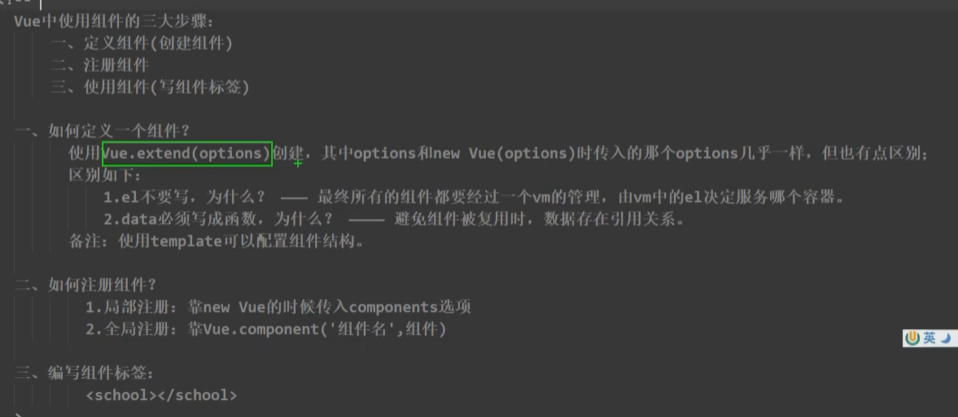 Vue中使用组件的三大步骤:
一、定义组件(创建组件)
二、注册组件
三、使用组件(写组件标签)
一、如何定义一个组件?
使用Vue.extend(options)创建，其中options和new Vue(options)时传入的那个options几乎一样，但也有点区别；
区别如下:
1.el不要写，为什么? ——— 最终所有的组件都要经过一个vm的管理，由vm中的el决定服务哪个容器。
2.data必须写成函数，为什么? ———— 避免组件被复用时，数据存在引用关系。
备注: 使用template可以配置组件结构。
二、如何注册组件?
1.局部注册: 靠new Vue的时候传入components选项
2.全局注册: 靠Vue.component('组件名',组件)
英
三、编写组件标签:
<school></school>